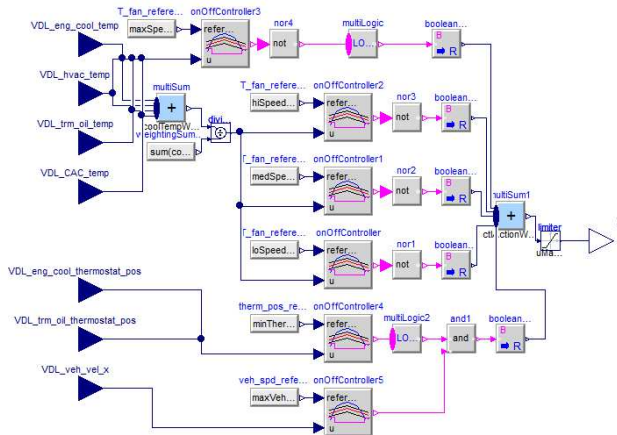 T_fan_refere... onOffController3
nor4
multiLogic
boolean...
VDL_eng_cool_temp
maxSpe...
refer...
u
not
LO...
B
R
VDL_hvac_temp
multiSum
+
coolTempW...
divi...
T_fan_refere... onOffController2
nor3
boolean...
hiSpeed...
refer...
u
not
B
R
VDL_trm_oil_temp
weightingSum...
sum(co...
VDL_CAC_temp
T_fan_refere... onOffController1
nor2
boolean...
medSpe...
refer...
u
not
B
R
multiSum1
+
limiter
uMa...
T_fan_refere... onOffController
nor1
boolean...
loSpeed...
refer...
u
not
B
R
VDL_eng_cool_thermostat_pos
therm_pos_re... onOffController4
multiLogic2
and1
boolean...
minTher...
refer...
u
LO...
and
B
R
VDL_trm_oil_thermostat_pos
VDL_veh_vel_x
veh_spd_refe... onOffController5
maxVeh...
refer...
u